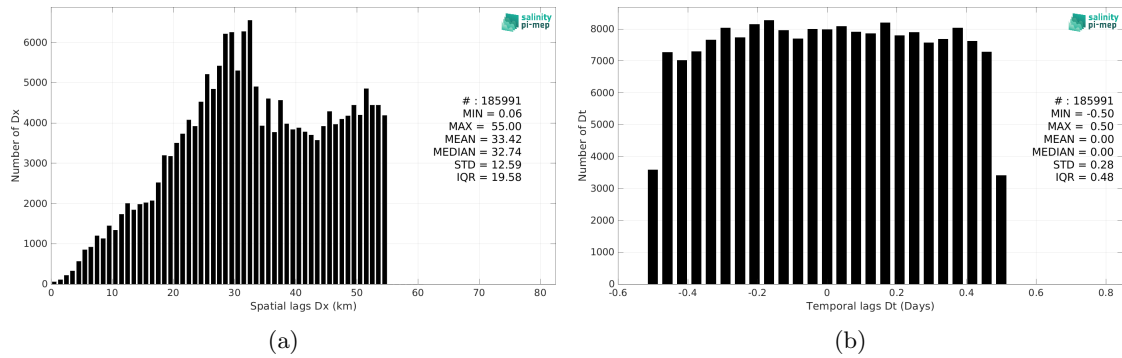 salinity
pi-mep
6000
5000
4000
3000
2000
1000
0
Number of Dx
# : 185991
MIN = 0.06
MAX = 55.00
MEAN = 33.42
MEDIAN = 32.74
STD = 12.59
IQR = 19.58
0 10 20 30 40 50 60 70 80
Spatial lags Dx (km)
(a)
salinity
pi-mep
8000
7000
6000
5000
4000
3000
2000
1000
0
Number of Dt
# : 185991
MIN = -0.50
MAX = 0.50
MEAN = 0.00
MEDIAN = 0.00
STD = 0.28
IQR = 0.48
-0.6 -0.4 -0.2 0 0.2 0.4 0.6 0.8
Temporal lags Dt (Days)
(b)